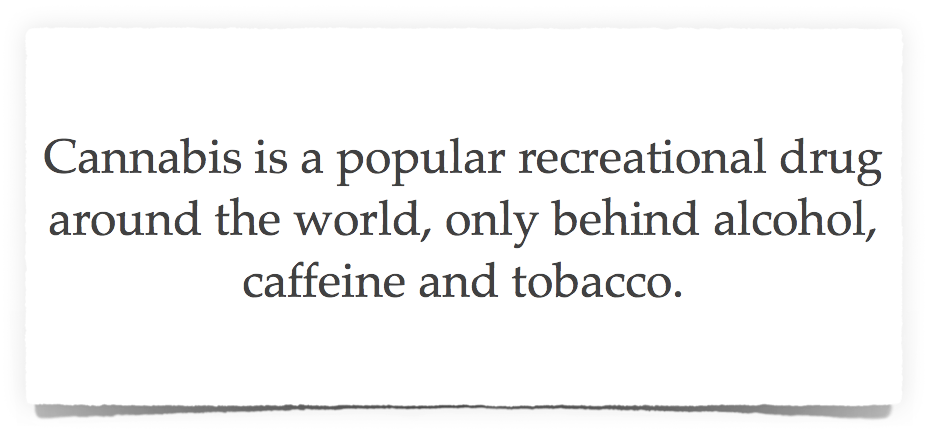 Cannabis is a popular recreational drug
around the world, only behind alcohol,
caffeine and tobacco.